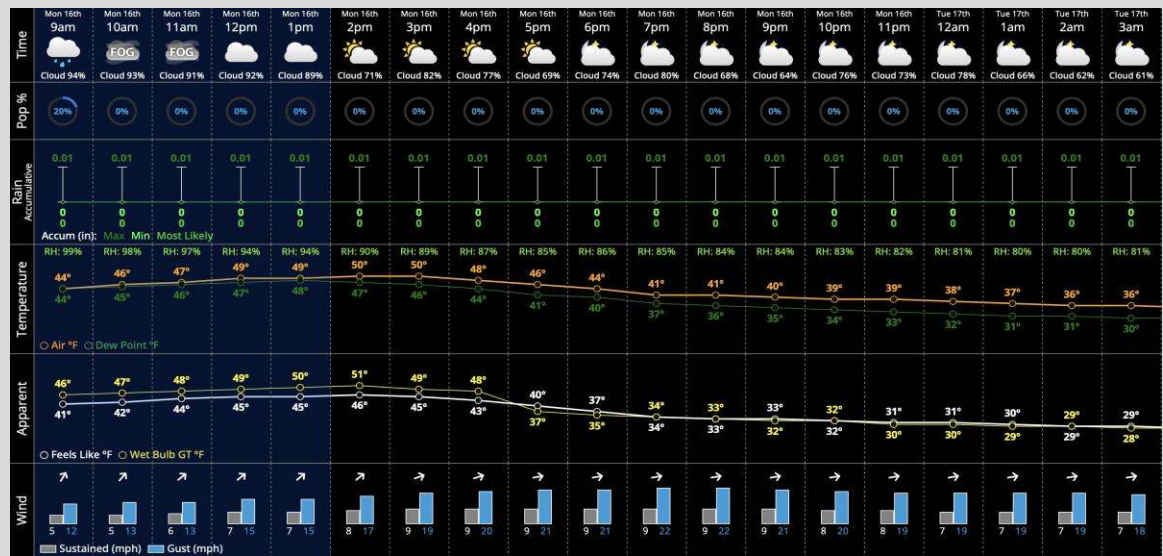 Time
Mon 16th Mon 16th Mon 16th Mon 16th Mon 16th Mon 16th Mon 16th Mon 16th Mon 16th Mon 16th Mon 16th Mon 16th Mon 16th Mon 16th Mon 16th Tue 17th Tue 17th Tue 17th Tue 17th
9am 10am 11am 12pm 1pm 2pm 3pm 4pm 5pm 6pm 7pm 8pm 9pm 10pm 11pm 12am 1am 2am 3am
FOG FOG
Cloud 94% Cloud 93% Cloud 91% Cloud 92% Cloud 89% Cloud 71% Cloud 82% Cloud 77% Cloud 69% Cloud 74% Cloud 80% Cloud 68% Cloud 64% Cloud 76% Cloud 73% Cloud 78% Cloud 66% Cloud 62% Cloud 61%
Pop %
20% 0% 0% 0% 0% 0% 0% 0% 0% 0% 0% 0% 0% 0% 0% 0% 0% 0% 0%
Rain
Accumulative
0.01 0.01 0.01 0.01 0.01 0.01 0.01 0.01 0.01 0.01 0.01 0.01 0.01 0.01 0.01 0.01 0.01 0.01 0.01
0 0 0 0 0 0 0 0 0 0 0 0 0 0 0 0 0 0 0
0 0 0 0 0 0 0 0 0 0 0 0 0 0 0 0 0 0 0
Accum (in): Max Min Most Likely
Temperature
RH: 99% RH: 98% RH: 97% RH: 94% RH: 94% RH: 90% RH: 89% RH: 87% RH: 85% RH: 86% RH: 85% RH: 84% RH: 84% RH: 83% RH: 82% RH: 81% RH: 80% RH: 80% RH: 81%
44° 46° 47° 49° 49° 50° 50° 48° 46° 44° 41° 41° 40° 39° 39° 38° 37° 36° 36°
44° 45° 46° 47° 48° 47° 46° 44° 41° 40° 37° 36° 35° 34° 33° 32° 31° 31° 30°
Air °F Dew Point °F
Apparent
46° 47° 48° 49° 50° 51° 49° 48° 40° 37° 34° 33° 33° 32° 31° 31° 30° 29° 29°
41° 42° 44° 45° 45° 46° 45° 43° 37° 35° 34° 33° 32° 32° 30° 30° 29° 29° 28°
Feels Like °F Wet Bulb GT °F
Wind
5 12 5 13 6 13 7 15 7 15 8 17 9 19 9 20 9 21 9 21 9 22 9 22 9 21 8 20 8 19 7 19 7 19 7 19 7 18
Sustained (mph) Gust (mph)